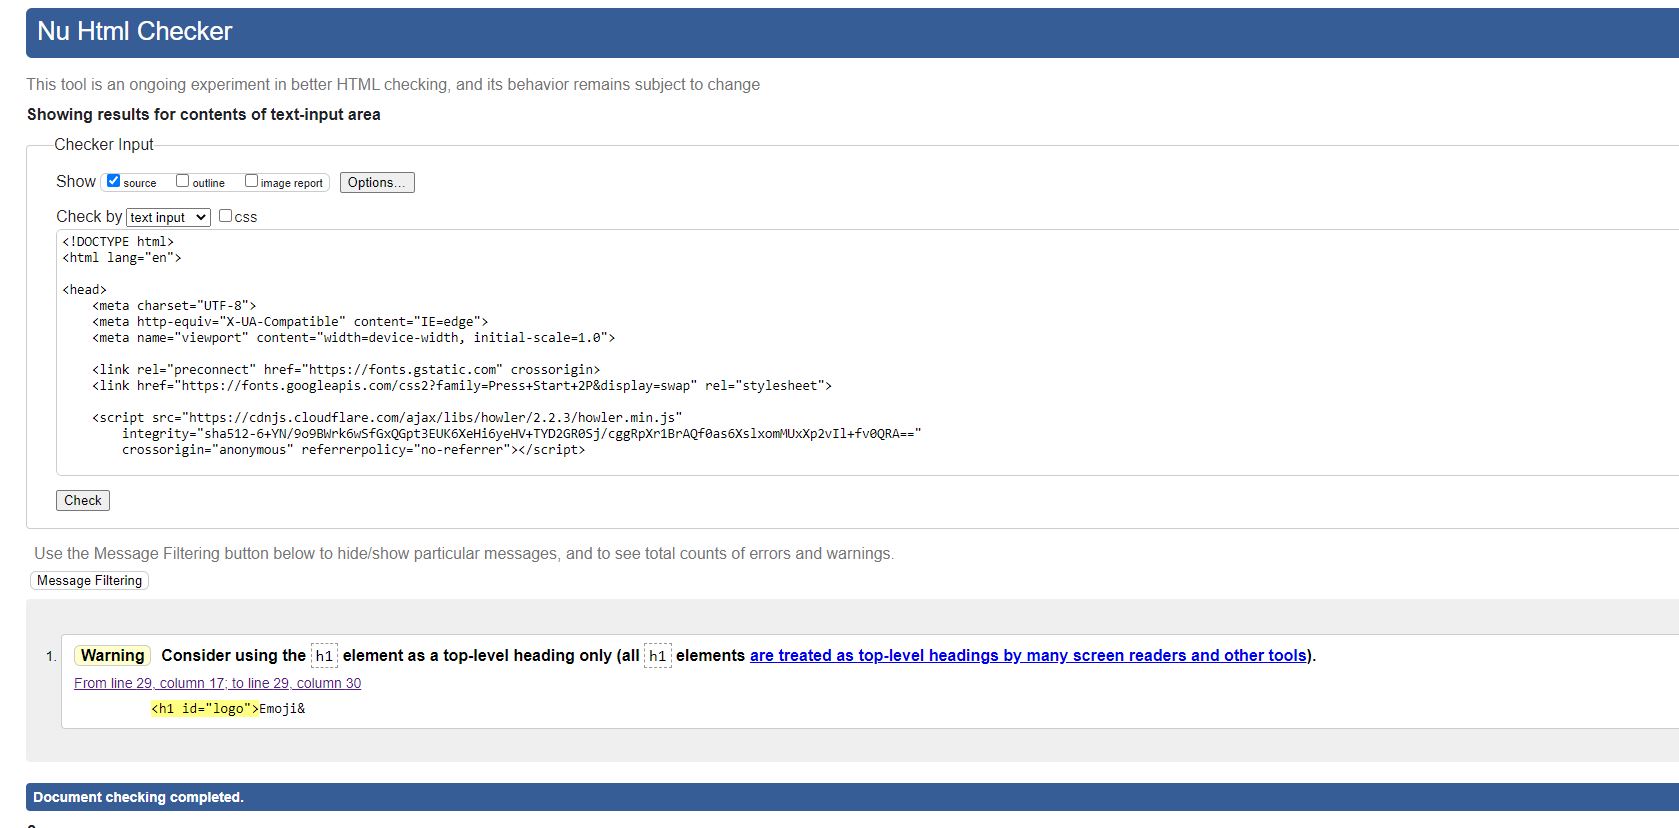 Nu Html Checker
This tool is an ongoing experiment in better HTML checking, and its behavior remains subject to change
Showing results for contents of text-input area
Checker Input
Show source outline image report Options...
Check by text input css
<!DOCTYPE html>
<html lang="en">
<head>
<meta charset="UTF-8">
<meta http-equiv="X-UA-Compatible" content="IE=edge">
<meta name="viewport" content="width=device-width, initial-scale=1.0">
<link rel="preconnect" href="https://fonts.gstatic.com" crossorigin>
<link href="https://fonts.googleapis.com/css2?family=Press+Start+2P&display=swap" rel="stylesheet">
<script src="https://cdnjs.cloudflare.com/ajax/libs/howler/2.2.3/howler.min.js"
integrity="sha512-6+YN/9o9BWrk6wSfGxQGpt3EUK6XeHi6yeHV+TYD2GR0Sj/cggRpXr1BrAQf0as6XslxomMUxXp2vIl+fv0QRA=="
crossorigin="anonymous" referrerpolicy="no-referrer"></script>
Check
Use the Message Filtering button below to hide/show particular messages, and to see total counts of errors and warnings.
Message Filtering
1. Warning Consider using the h1 element as a top-level heading only (all h1 elements are treated as top-level headings by many screen readers and other tools).
From line 29, column 17; to line 29, column 30
<h1 id="logo">Emoji&
Document checking completed.